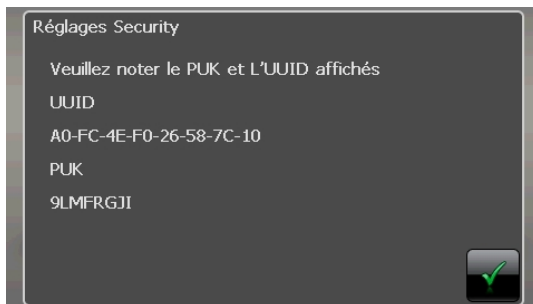 Réglages Security
Veuillez noter le PUK et L'UUID affichés
UUID
A0-FC-4E-F0-26-58-7C-10
PUK
9LMFRGJI